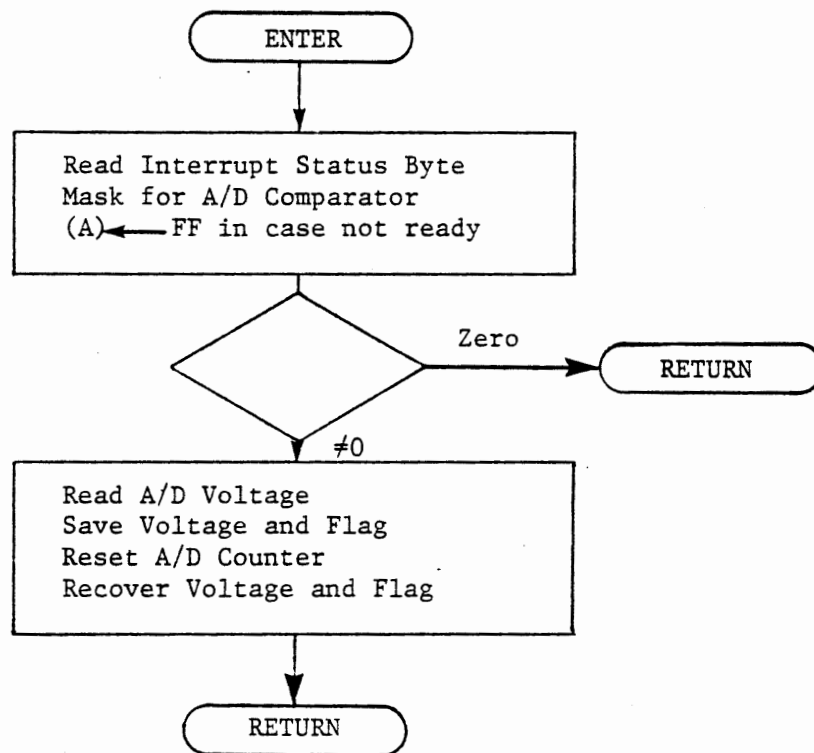 ENTER
Read Interrupt Status Byte
Mask for A/D Comparator
(A)← FF in case not ready
Zero
RETURN
≠0
Read A/D Voltage
Save Voltage and Flag
Reset A/D Counter
Recover Voltage and Flag
RETURN